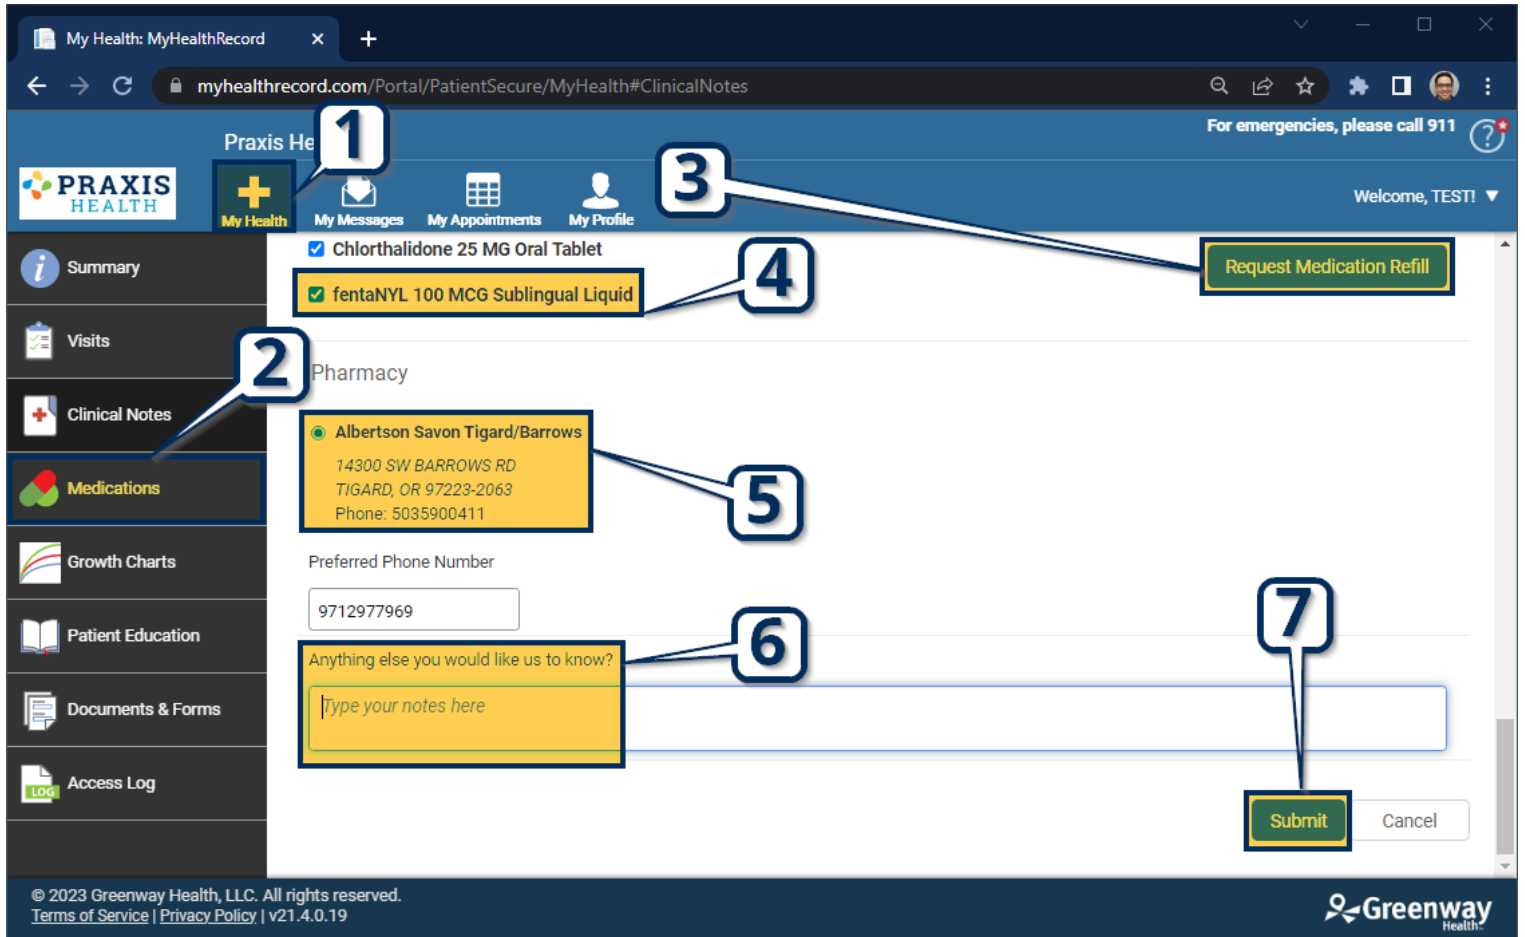 My Health: MyHealthRecord
myhealthrecord.com/Portal/PatientSecure/MyHealth#ClinicalNotes
For emergencies, please call 911
Praxis He
1
PRAXIS
HEALTH
My Health
My Messages
My Appointments
My Profile
3
Welcome, TEST!
Summary
Visits
Clinical Notes
Medications
Growth Charts
Patient Education
Documents & Forms
LOG
Access Log
2
Chlorthalidone 25 MG Oral Tablet
fentaNYL 100 MCG Sublingual Liquid
4
Request Medication Refill
Pharmacy
Albertson Savon Tigard/Barrows
14300 SW BARROWS RD
TIGARD, OR 97223-2063
Phone: 5035900411
5
Preferred Phone Number
9712977969
6
Anything else you would like us to know?
Type your notes here
7
Submit
Cancel
© 2023 Greenway Health, LLC. All rights reserved.
Terms of Service | Privacy Policy | v21.4.0.19
Greenway
Health